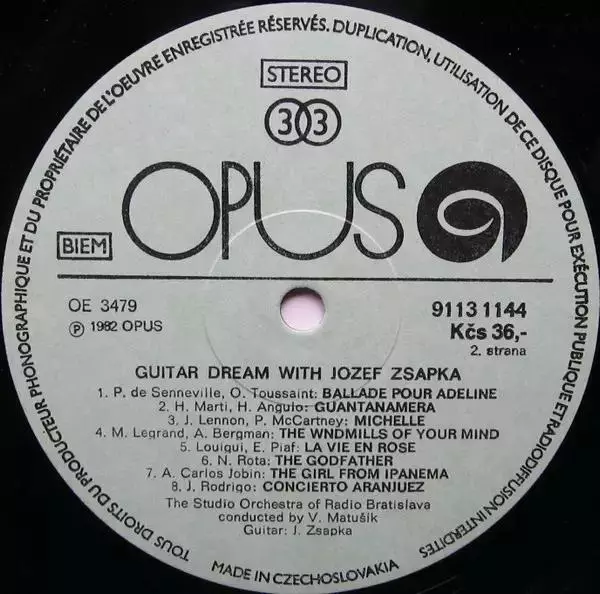 TOUS DROITS DU PRODUCTEUR PHONOGRAPHIQUE ET DU PROPRIÉTAIRE DE L'OEUVRE ENREGISTRÉE RÉSERVÉS. DUPLICATION, UTILISATION DE CE DISQUE POUR EXÉCUTION PUBLIQUE ET RADIODIFFUSION INTERDITES
STEREO
33
OPUS
BIEM
OE 3479
Ⓟ 1982 OPUS
9113 1144
Kčs 36,-
2. strana
GUITAR DREAM WITH JOZEF ZSAPKA
1. P. de Senneville, O. Toussaint: BALLADE POUR ADELINE
2. H. Marti, H. Anguio: GUANTANAMERA
3. J. Lennon, P. McCartney: MICHELLE
4. M. Legrand, A. Bergman: THE WNDMILLS OF YOUR MIND
5. Louigui, E. Piaf: LA VIE EN ROSE
6. N. Rota: THE GODFATHER
7. A. Carlos Jobin: THE GIRL FROM IPANEMA
8. J. Rodrigo: CONCIERTO ARANJUEZ
The Studio Orchestra of Radio Bratislava
conducted by V. Matušík
Guitar: J. Zsapka
MADE IN CZECHOSLOVAKIA